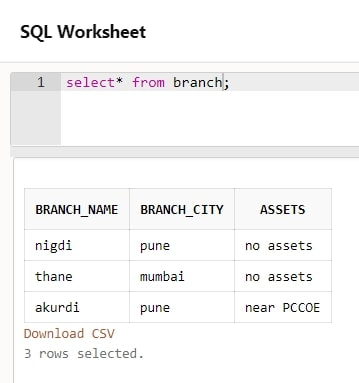 SQL Worksheet
1 select* from branch;
BRANCH_NAME BRANCH_CITY ASSETS
nigdi pune no assets
thane mumbai no assets
akurdi pune near PCCOE
Download CSV
3 rows selected.